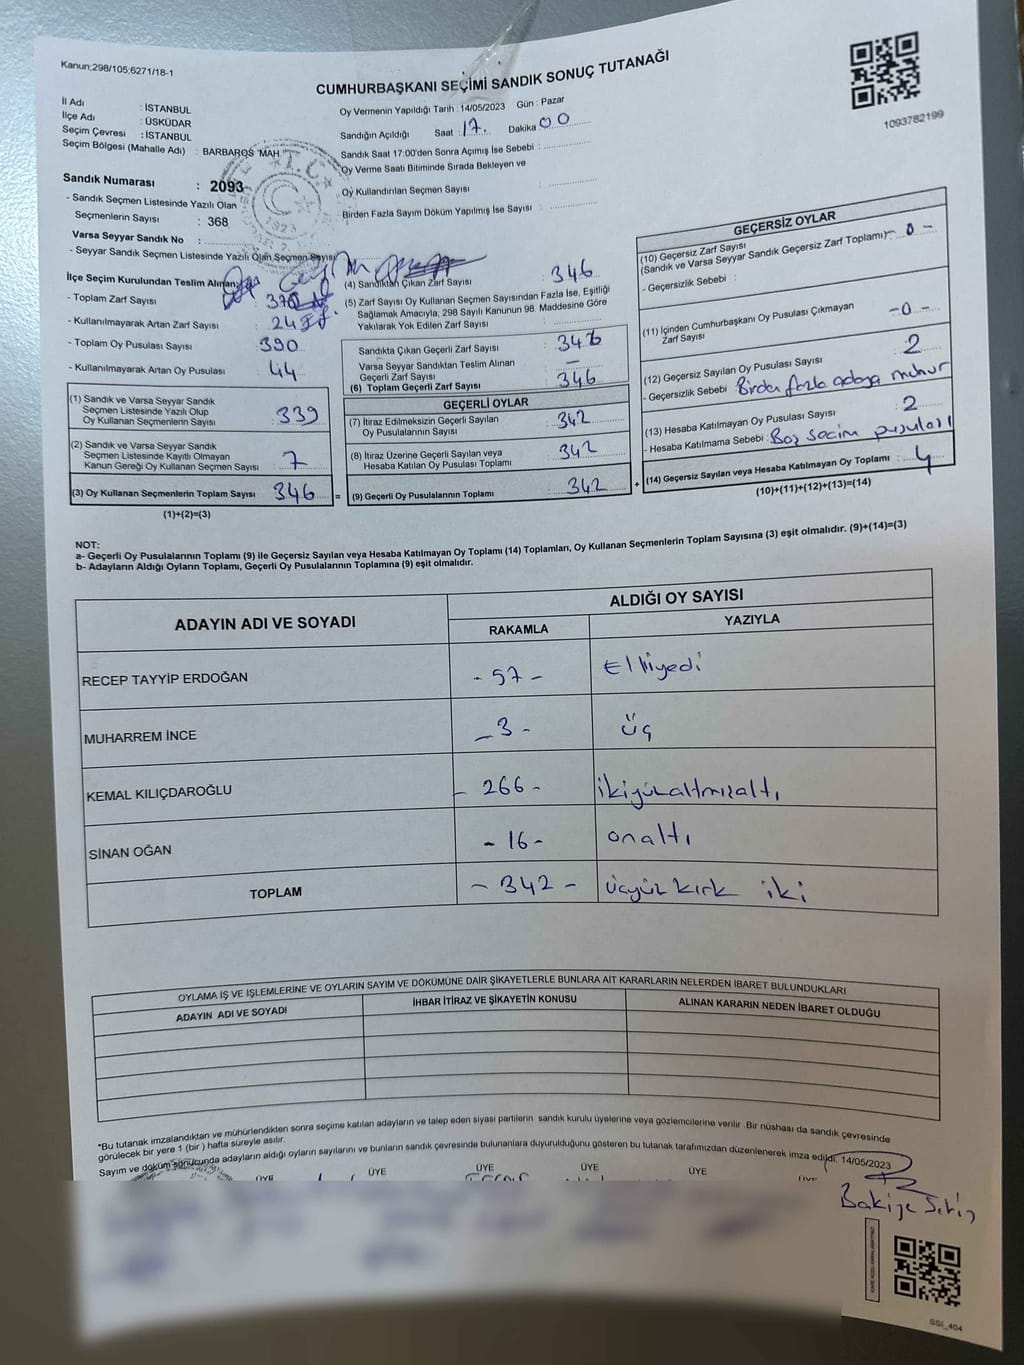 Kanun;298/105;6271/18-1
CUMHURBAŞKANI SEÇİMİ SANDIK SONUÇ TUTANAĞI
1093782199
İl Adı : İSTANBUL
İlçe Adı : ÜSKÜDAR
Seçim Çevresi : İSTANBUL
Seçim Bölgesi (Mahalle Adı) : BARBAROS MAH
Sandık Numarası : 2093
- Sandık Seçmen Listesinde Yazılı Olan
Seçmenlerin Sayısı : 368
Varsa Seyyar Sandık No :
- Seyyar Sandık Seçmen Listesinde Yazılı Olan Seçmen Sayısı
T.C.
1923
Oy Vermenin Yapıldığı Tarih : 14/05/2023 Gün : Pazar
Sandığın Açıldığı Saat : 17. Dakika 00
Sandık Saat 17:00'den Sonra Açımış İse Sebebi :
Oy Verme Saati Bitiminde Sırada Bekleyen ve
Oy Kullandırılan Seçmen Sayısı :
Birden Fazla Sayım Döküm Yapılmış İse Sayısı :
İlçe Seçim Kurulundan Teslim Alınan;
- Toplam Zarf Sayısı : 370
- Kullanılmayarak Artan Zarf Sayısı : 24
- Toplam Oy Pusulası Sayısı : 390
- Kullanılmayarak Artan Oy Pusulası : 44
(1) Sandık ve Varsa Seyyar Sandık
Seçmen Listesinde Yazılı Olup
Oy Kullanan Seçmenlerin Sayısı : 339
(2) Sandık ve Varsa Seyyar Sandık
Seçmen Listesinde Kayıtlı Olmayan
Kanun Gereği Oy Kullanan Seçmen Sayısı : 7
(3) Oy Kullanan Seçmenlerin Toplam Sayısı : 346 =
(1)+(2)=(3)
(4) Sandıktan Çıkan Zarf Sayısı : 346
(5) Zarf Sayısı Oy Kullanan Seçmen Sayısından Fazla İse, Eşitliği
Sağlamak Amacıyla, 298 Sayılı Kanunun 98. Maddesine Göre
Yakılarak Yok Edilen Zarf Sayısı :
Sandıkta Çıkan Geçerli Zarf Sayısı : 346
Varsa Seyyar Sandıktan Teslim Alınan
Geçerli Zarf Sayısı : —
(6) Toplam Geçerli Zarf Sayısı : 346
GEÇERLİ OYLAR
(7) İtiraz Edilmeksizin Geçerli Sayılan
Oy Pusulalarının Sayısı : 342
(8) İtiraz Üzerine Geçerli Sayılan veya
Hesaba Katılan Oy Pusulası Toplamı : 342
(9) Geçerli Oy Pusulalarının Toplamı : 342 +
GEÇERSİZ OYLAR
(10) Geçersiz Zarf Sayısı
(Sandık ve Varsa Seyyar Sandık Geçersiz Zarf Toplamı) - 0 -
- Geçersizlik Sebebi :
(11) İçinden Cumhurbaşkanı Oy Pusulası Çıkmayan
Zarf Sayısı : -0-
(12) Geçersiz Sayılan Oy Pusulası Sayısı : 2
- Geçersizlik Sebebi : Birden fazla adaya mühür
(13) Hesaba Katılmayan Oy Pusulası Sayısı : 2
- Hesaba Katılmama Sebebi : Boş seçim pusulası
(14) Geçersiz Sayılan veya Hesaba Katılmayan Oy Toplamı : 4
(10)+(11)+(12)+(13)=(14)
NOT:
a- Geçerli Oy Pusulalarının Toplamı (9) ile Geçersiz Sayılan veya Hesaba Katılmayan Oy Toplamı (14) Toplamları, Oy Kullanan Seçmenlerin Toplam Sayısına (3) eşit olmalıdır. (9)+(14)=(3)
b- Adayların Aldığı Oyların Toplamı, Geçerli Oy Pusulalarının Toplamına (9) eşit olmalıdır.
ADAYIN ADI VE SOYADI ALDIĞI OY SAYISI
RAKAMLA YAZIYLA
RECEP TAYYİP ERDOĞAN - 57 - Elliyedi
MUHARREM İNCE - 3 - üç
KEMAL KILIÇDAROĞLU - 266 - ikiyüzaltmışaltı
SİNAN OĞAN - 16 - onaltı
TOPLAM - 342 - Üçyüz kırk iki
OYLAMA İŞ VE İŞLEMLERİNE VE OYLARIN SAYIM VE DÖKÜMÜNE DAİR ŞİKAYETLERLE BUNLARA AİT KARARLARIN NELERDEN İBARET BULUNDUKLARI
ADAYIN ADI VE SOYADI İHBAR İTİRAZ VE ŞİKAYETİN KONUSU ALINAN KARARIN NEDEN İBARET OLDUĞU
*Bu tutanak imzalandıktan ve mühürlendikten sonra seçime katılan adayların ve talep eden siyasi partilerin sandık kurulu üyelerine veya gözlemcilerine verilir .Bir nüshası da sandık çevresinde
görülecek bir yere 1 (bir ) hafta süreyle asılır.
Sayım ve döküm sonucunda adayların aldığı oyların sayılarını ve bunların sandık çevresinde bulunanlara duyurulduğunu gösteren bu tutanak tarafımızdan düzenlenerek imza edildi. 14/05/2023
ÜYE ÜYE ÜYE ÜYE ÜYE ÜYE
SSI_404